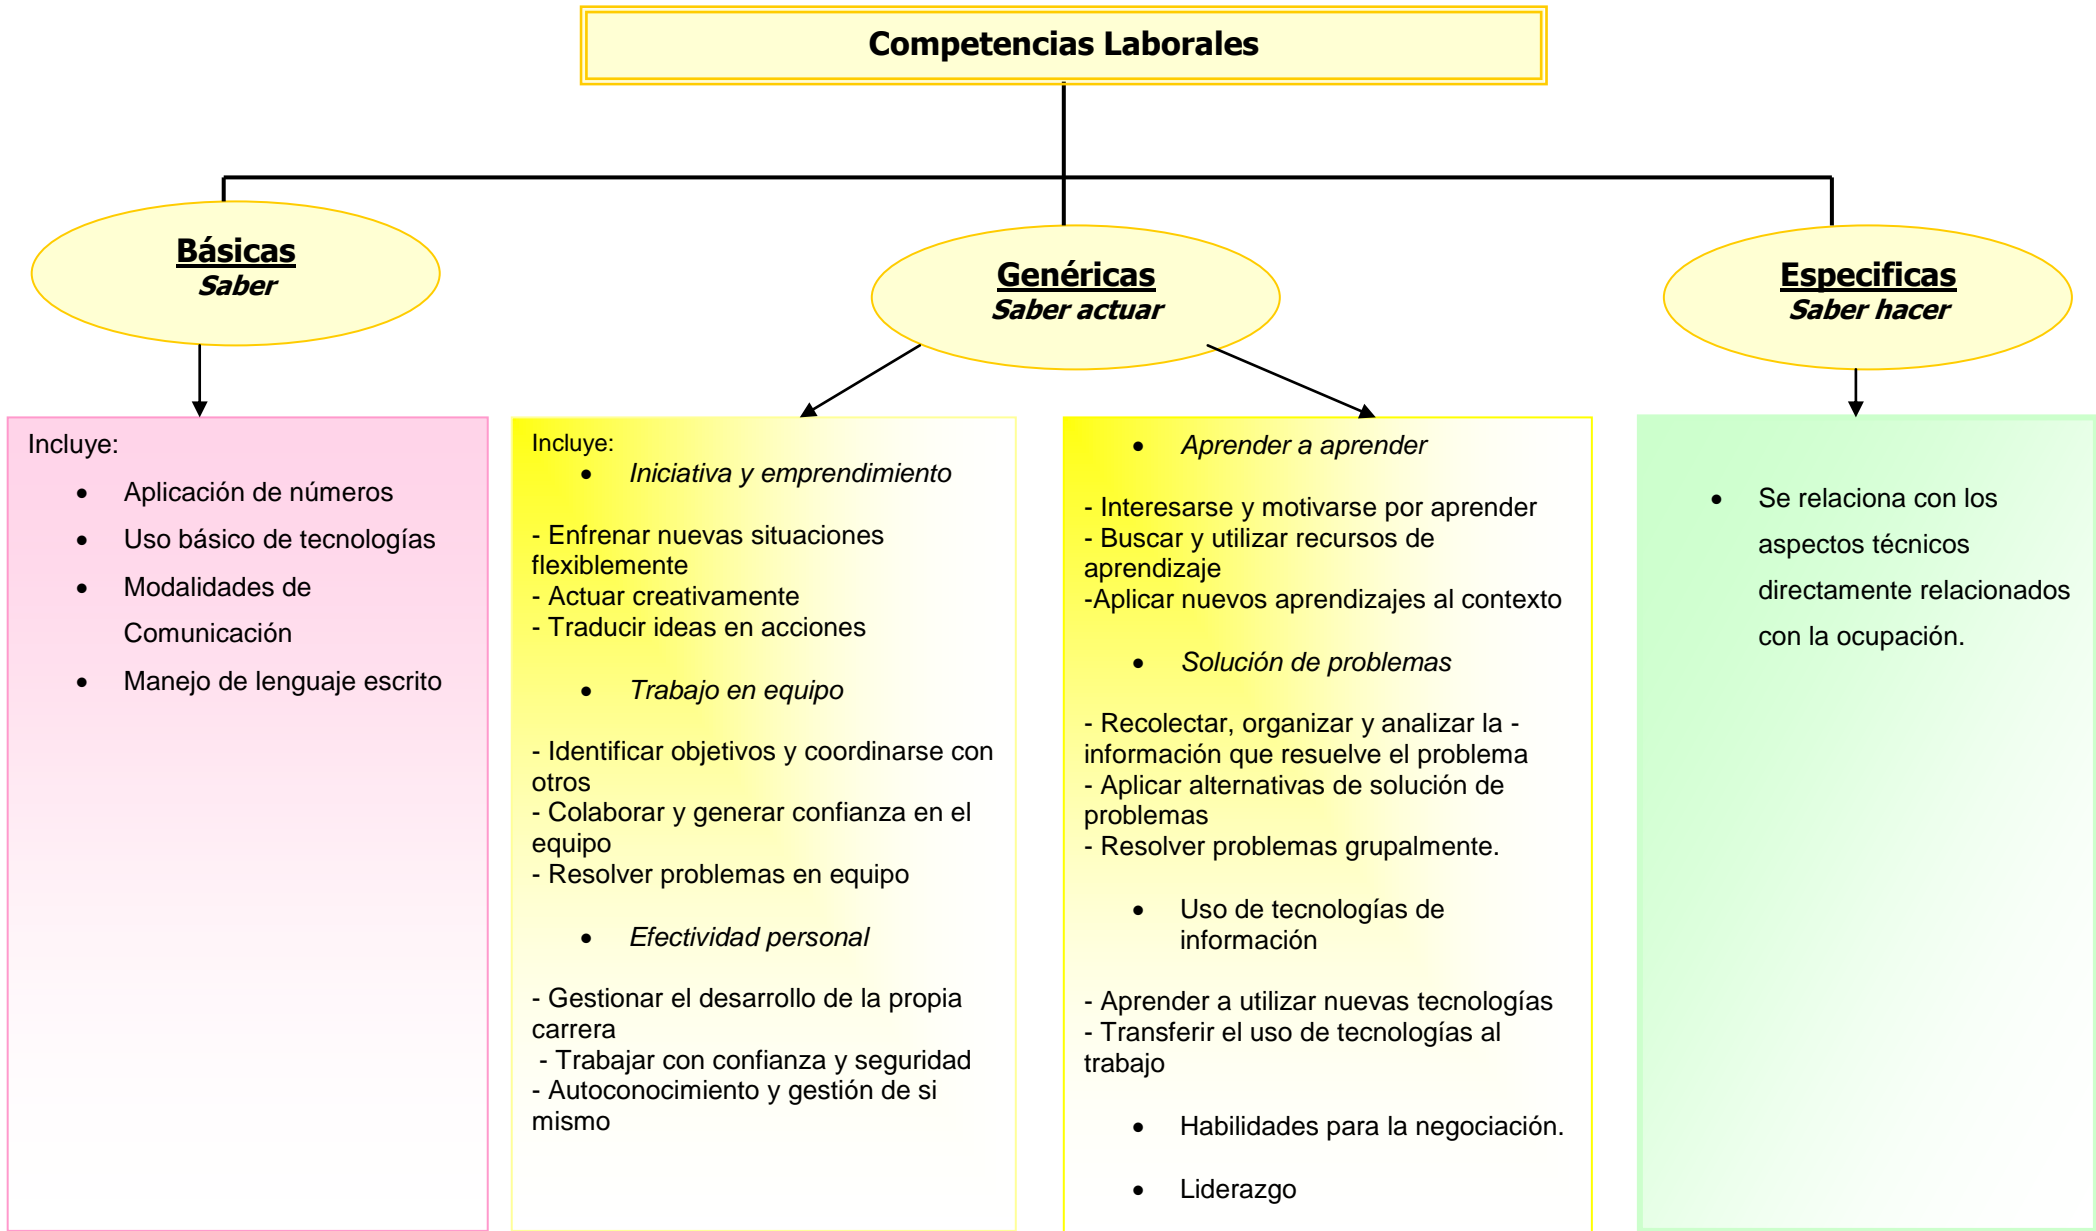 Competencias Laborales
Básicas
Saber
Genéricas
Saber actuar
Especificas
Saber hacer
Incluye:
• Aplicación de números
• Uso básico de tecnologías
• Modalidades de
Comunicación
• Manejo de lenguaje escrito
Incluye:
• Iniciativa y emprendimiento
- Enfrenar nuevas situaciones
flexiblemente
- Actuar creativamente
- Traducir ideas en acciones
• Trabajo en equipo
- Identificar objetivos y coordinarse con
otros
- Colaborar y generar confianza en el
equipo
- Resolver problemas en equipo
• Efectividad personal
- Gestionar el desarrollo de la propia
carrera
- Trabajar con confianza y seguridad
- Autoconocimiento y gestión de si
mismo
• Aprender a aprender
- Interesarse y motivarse por aprender
- Buscar y utilizar recursos de
aprendizaje
-Aplicar nuevos aprendizajes al contexto
• Solución de problemas
- Recolectar, organizar y analizar la -
información que resuelve el problema
- Aplicar alternativas de solución de
problemas
- Resolver problemas grupalmente.
• Uso de tecnologías de
información
- Aprender a utilizar nuevas tecnologías
- Transferir el uso de tecnologías al
trabajo
• Habilidades para la negociación.
• Liderazgo
• Se relaciona con los
aspectos técnicos
directamente relacionados
con la ocupación.